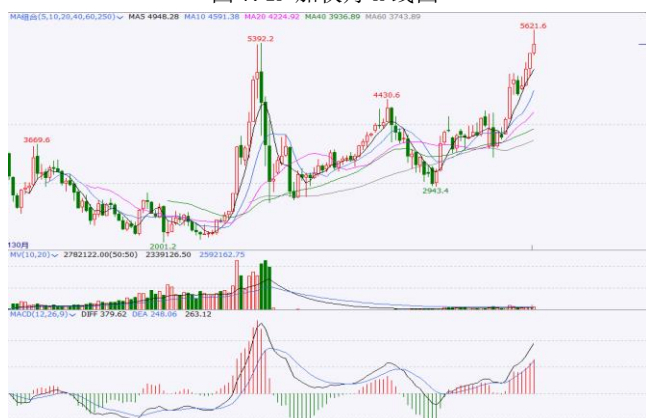 MA组合(5,10,20,40,60,250) MA5 4948.28 MA10 4591.38 MA20 4224.92 MA40 3936.89 MA60 3743.89
5621.6
5392.2
4436.6
3669.6
2943.4
2001.2
130月
MV(10,20) 2782122.00(50:50) 2339126.50 2592162.75
MACD(12,26,9) DIFF 379.62 DEA 248.06 263.12